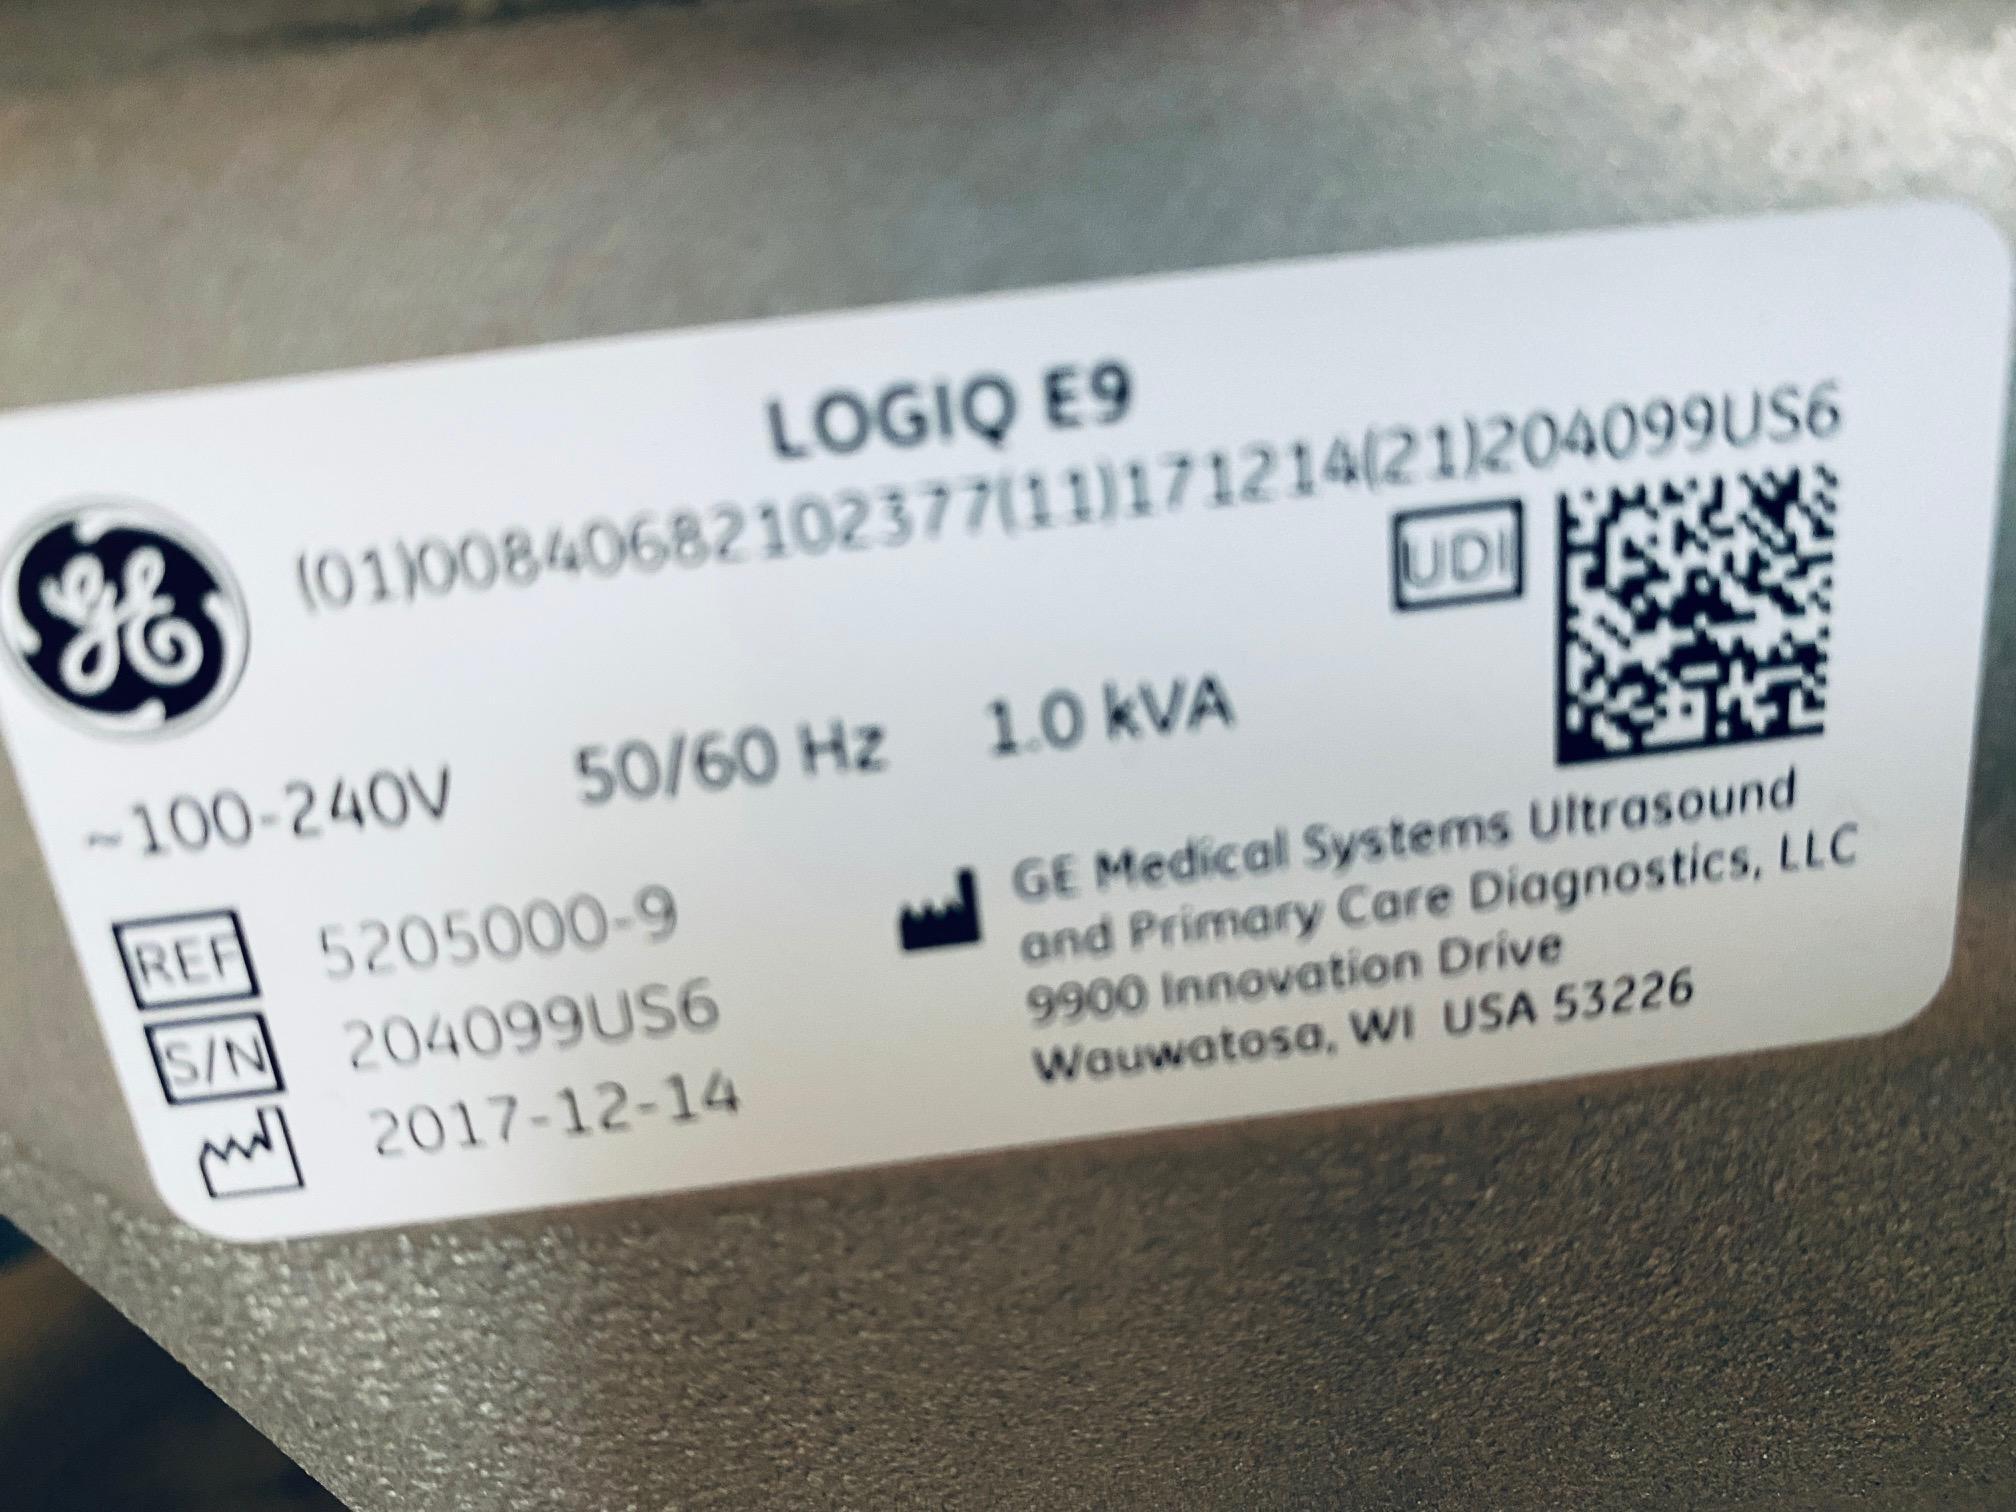 LOGIQ E9
(01)00840682102377(11)171214(21)204099US6
UDI
GE
~100-240V 50/60 Hz 1.0 kVA
REF 5205000-9
S/N 204099US6
2017-12-14
GE Medical Systems Ultrasound
and Primary Care Diagnostics, LLC
9900 Innovation Drive
Wauwatosa, WI USA 53226